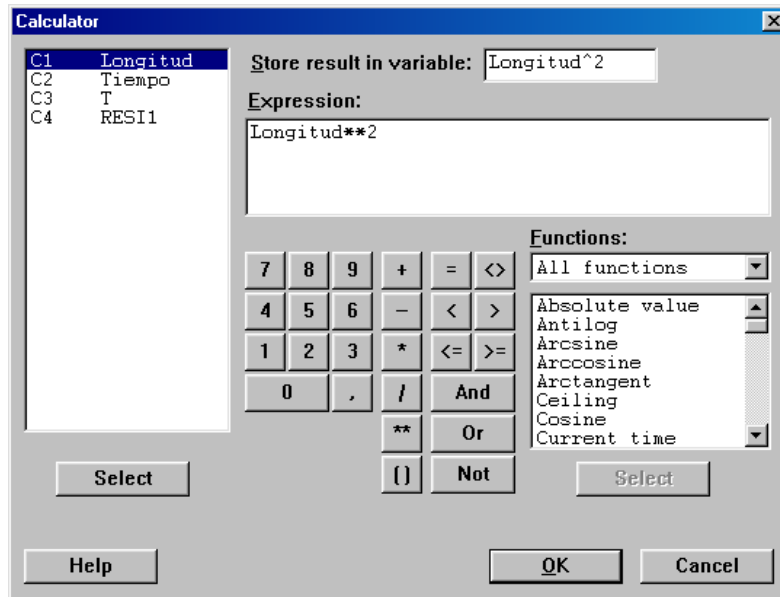 Calculator
C1 Longitud
C2 Tiempo
C3 T
C4 RESI1
Select
Store result in variable: Longitud^2
Expression:
Longitud**2
Functions:
All functions
Absolute value
Antilog
Arcsine
Arccosine
Arctangent
Ceiling
Cosine
Current time
Select
7 8 9 + = <>
4 5 6 – < >
1 2 3 * <= >=
0 , / And
** Or
() Not
Help
OK
Cancel